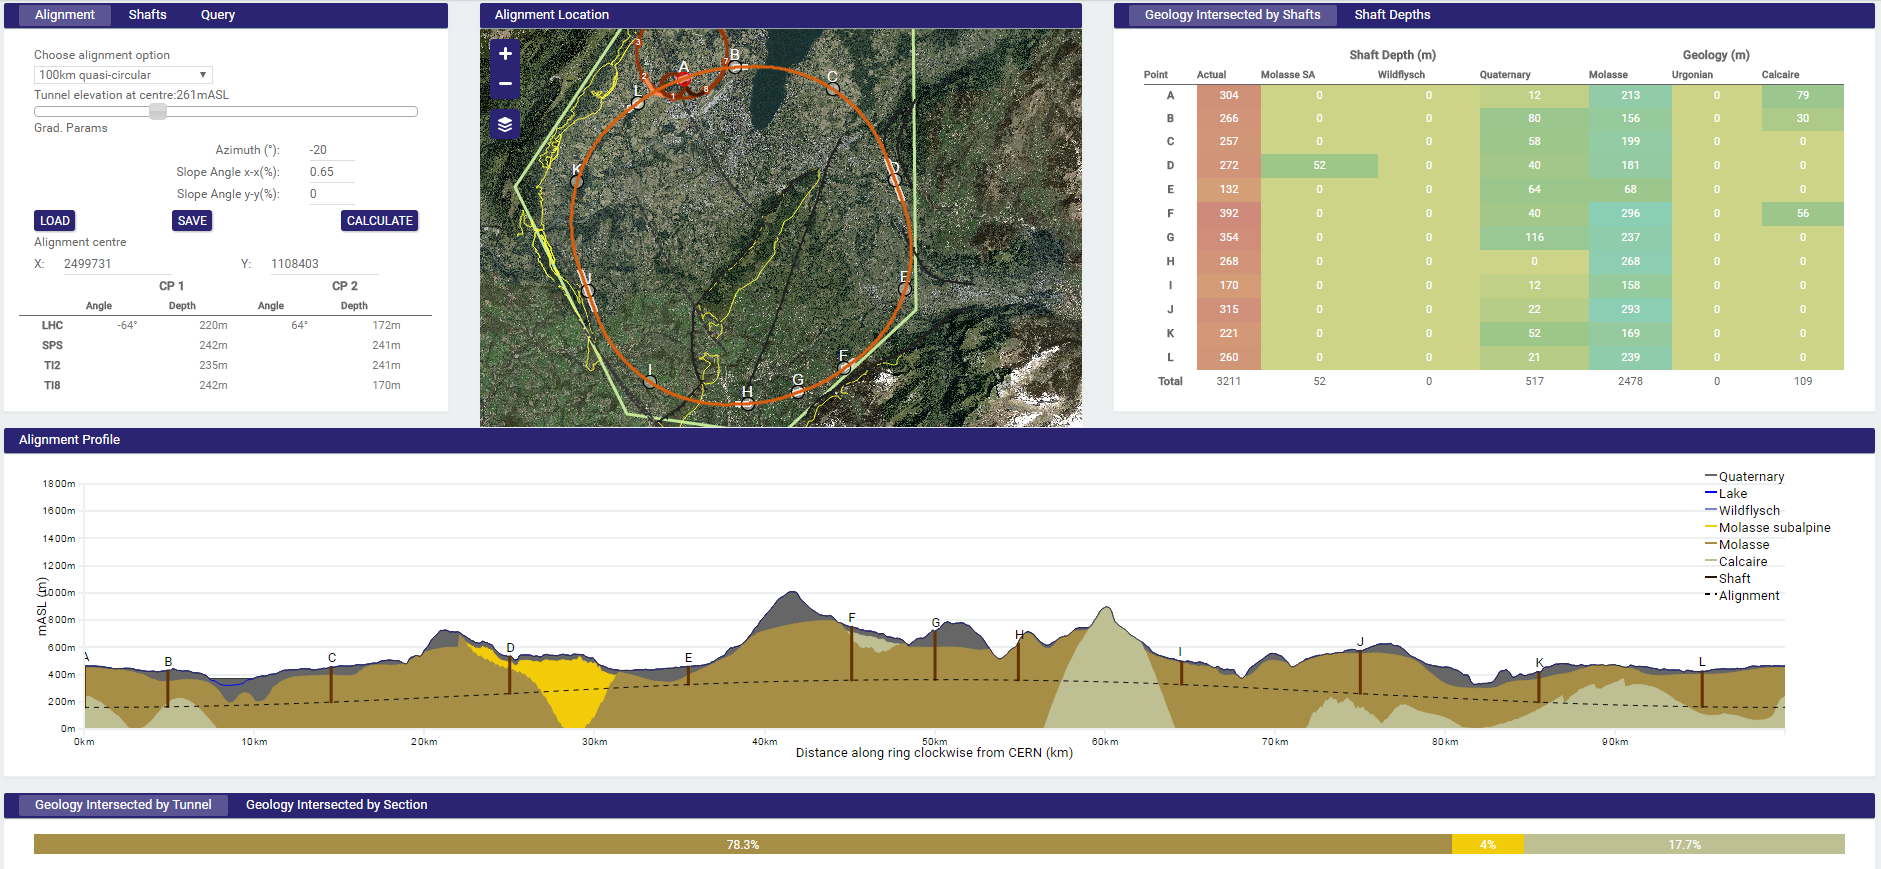 Alignment Shafts Query
Choose alignment option
100km quasi-circular
Tunnel elevation at centre:261mASL
Grad. Params
Azimuth (°): -20
Slope Angle x-x(%): 0.65
Slope Angle y-y(%): 0
LOAD SAVE CALCULATE
Alignment centre
X: 2499731 Y: 1108403
CP 1 CP 2
Angle Depth Angle Depth
LHC -64° 220m 64° 172m
SPS 242m 241m
TI2 235m 241m
TI8 242m 170m
Alignment Location
+
−
A
B
C
D
E
F
G
H
I
J
K
L
1
2
3
7
8
Geology Intersected by Shafts Shaft Depths
Shaft Depth (m) Geology (m)
Point Actual Molasse SA Wildflysch Quaternary Molasse Urgonian Calcaire
A 304 0 0 12 213 0 79
B 266 0 0 80 156 0 30
C 257 0 0 58 199 0 0
D 272 52 0 40 181 0 0
E 132 0 0 64 68 0 0
F 392 0 0 40 296 0 56
G 354 0 0 116 237 0 0
H 268 0 0 0 268 0 0
I 170 0 0 12 158 0 0
J 315 0 0 22 293 0 0
K 221 0 0 52 169 0 0
L 260 0 0 21 239 0 0
Total 3211 52 0 517 2478 0 109
Alignment Profile
mASL (m)
1800m
1600m
1400m
1200m
1000m
800m
600m
400m
200m
0m
A B C D E F G H I J K L
0km 10km 20km 30km 40km 50km 60km 70km 80km 90km
Distance along ring clockwise from CERN (km)
Quaternary
Lake
Wildflysch
Molasse subalpine
Molasse
Calcaire
Shaft
Alignment
Geology Intersected by Tunnel Geology Intersected by Section
78.3% 4% 17.7%